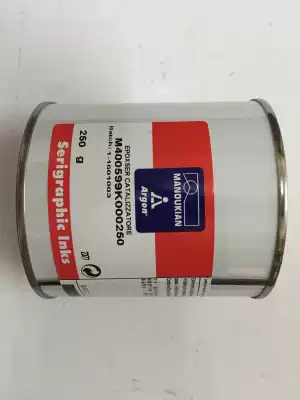 MANOUKIAN
Argon®
EPOXSER CATALIZZATORE
M400599K000250
Batch: 1-1601003
250 g
Serigraphic Inks